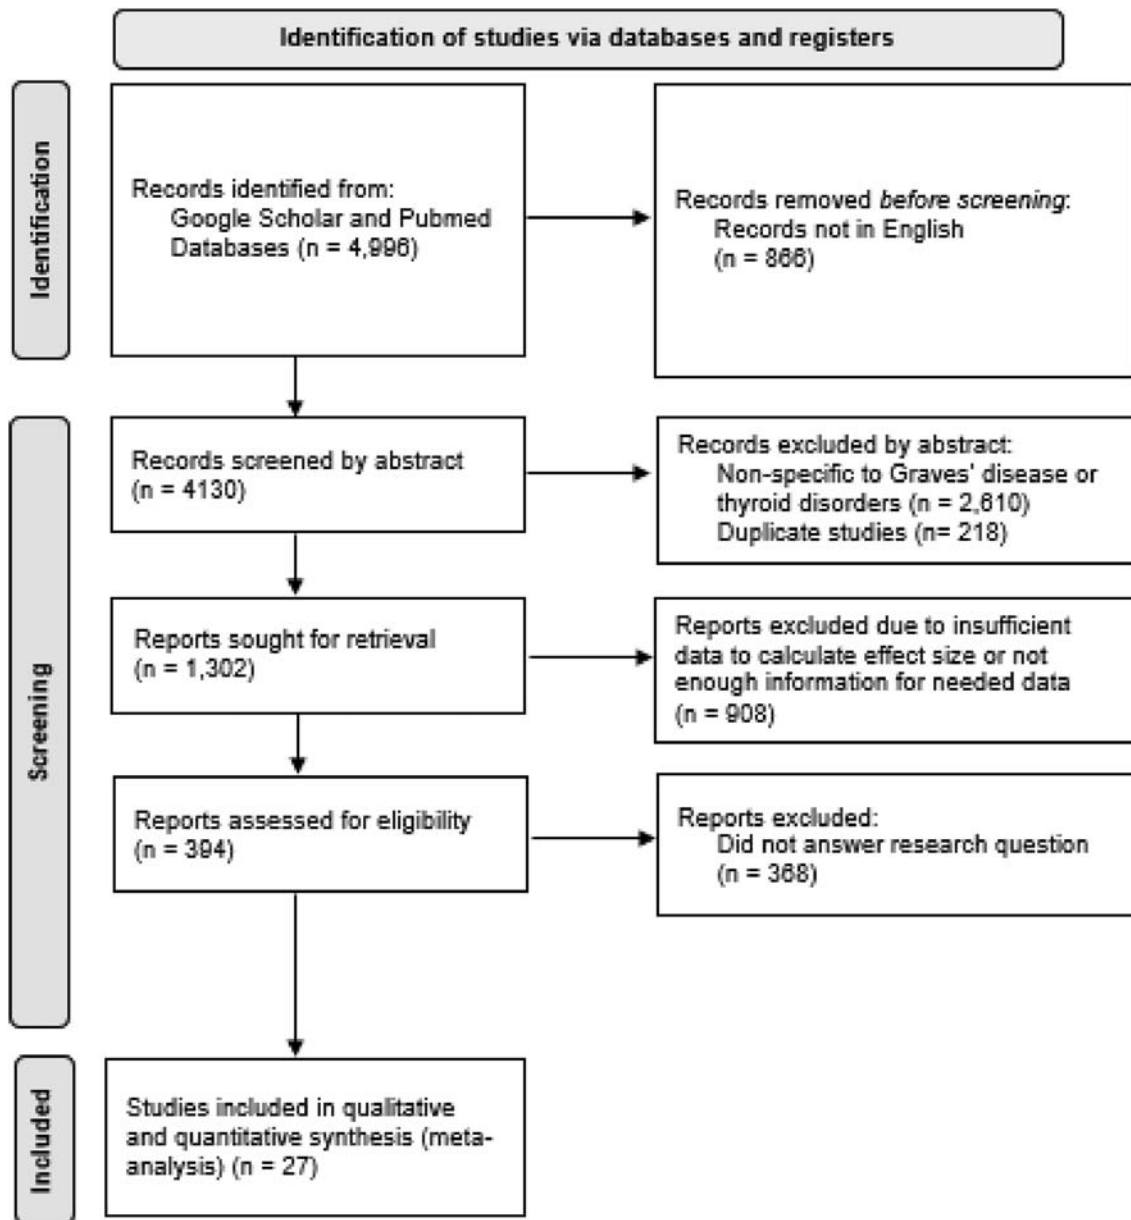 Identification of studies via databases and registers
Identification
Records identified from:
Google Scholar and Pubmed
Databases (n = 4,996)
Records removed before screening:
Records not in English
(n = 866)
Screening
Records screened by abstract
(n = 4130)
Records excluded by abstract:
Non-specific to Graves' disease or
thyroid disorders (n = 2,610)
Duplicate studies (n= 218)
Reports sought for retrieval
(n = 1,302)
Reports excluded due to insufficient
data to calculate effect size or not
enough information for needed data
(n = 908)
Reports assessed for eligibility
(n = 394)
Reports excluded:
Did not answer research question
(n = 368)
Included
Studies included in qualitative
and quantitative synthesis (meta-
analysis) (n = 27)